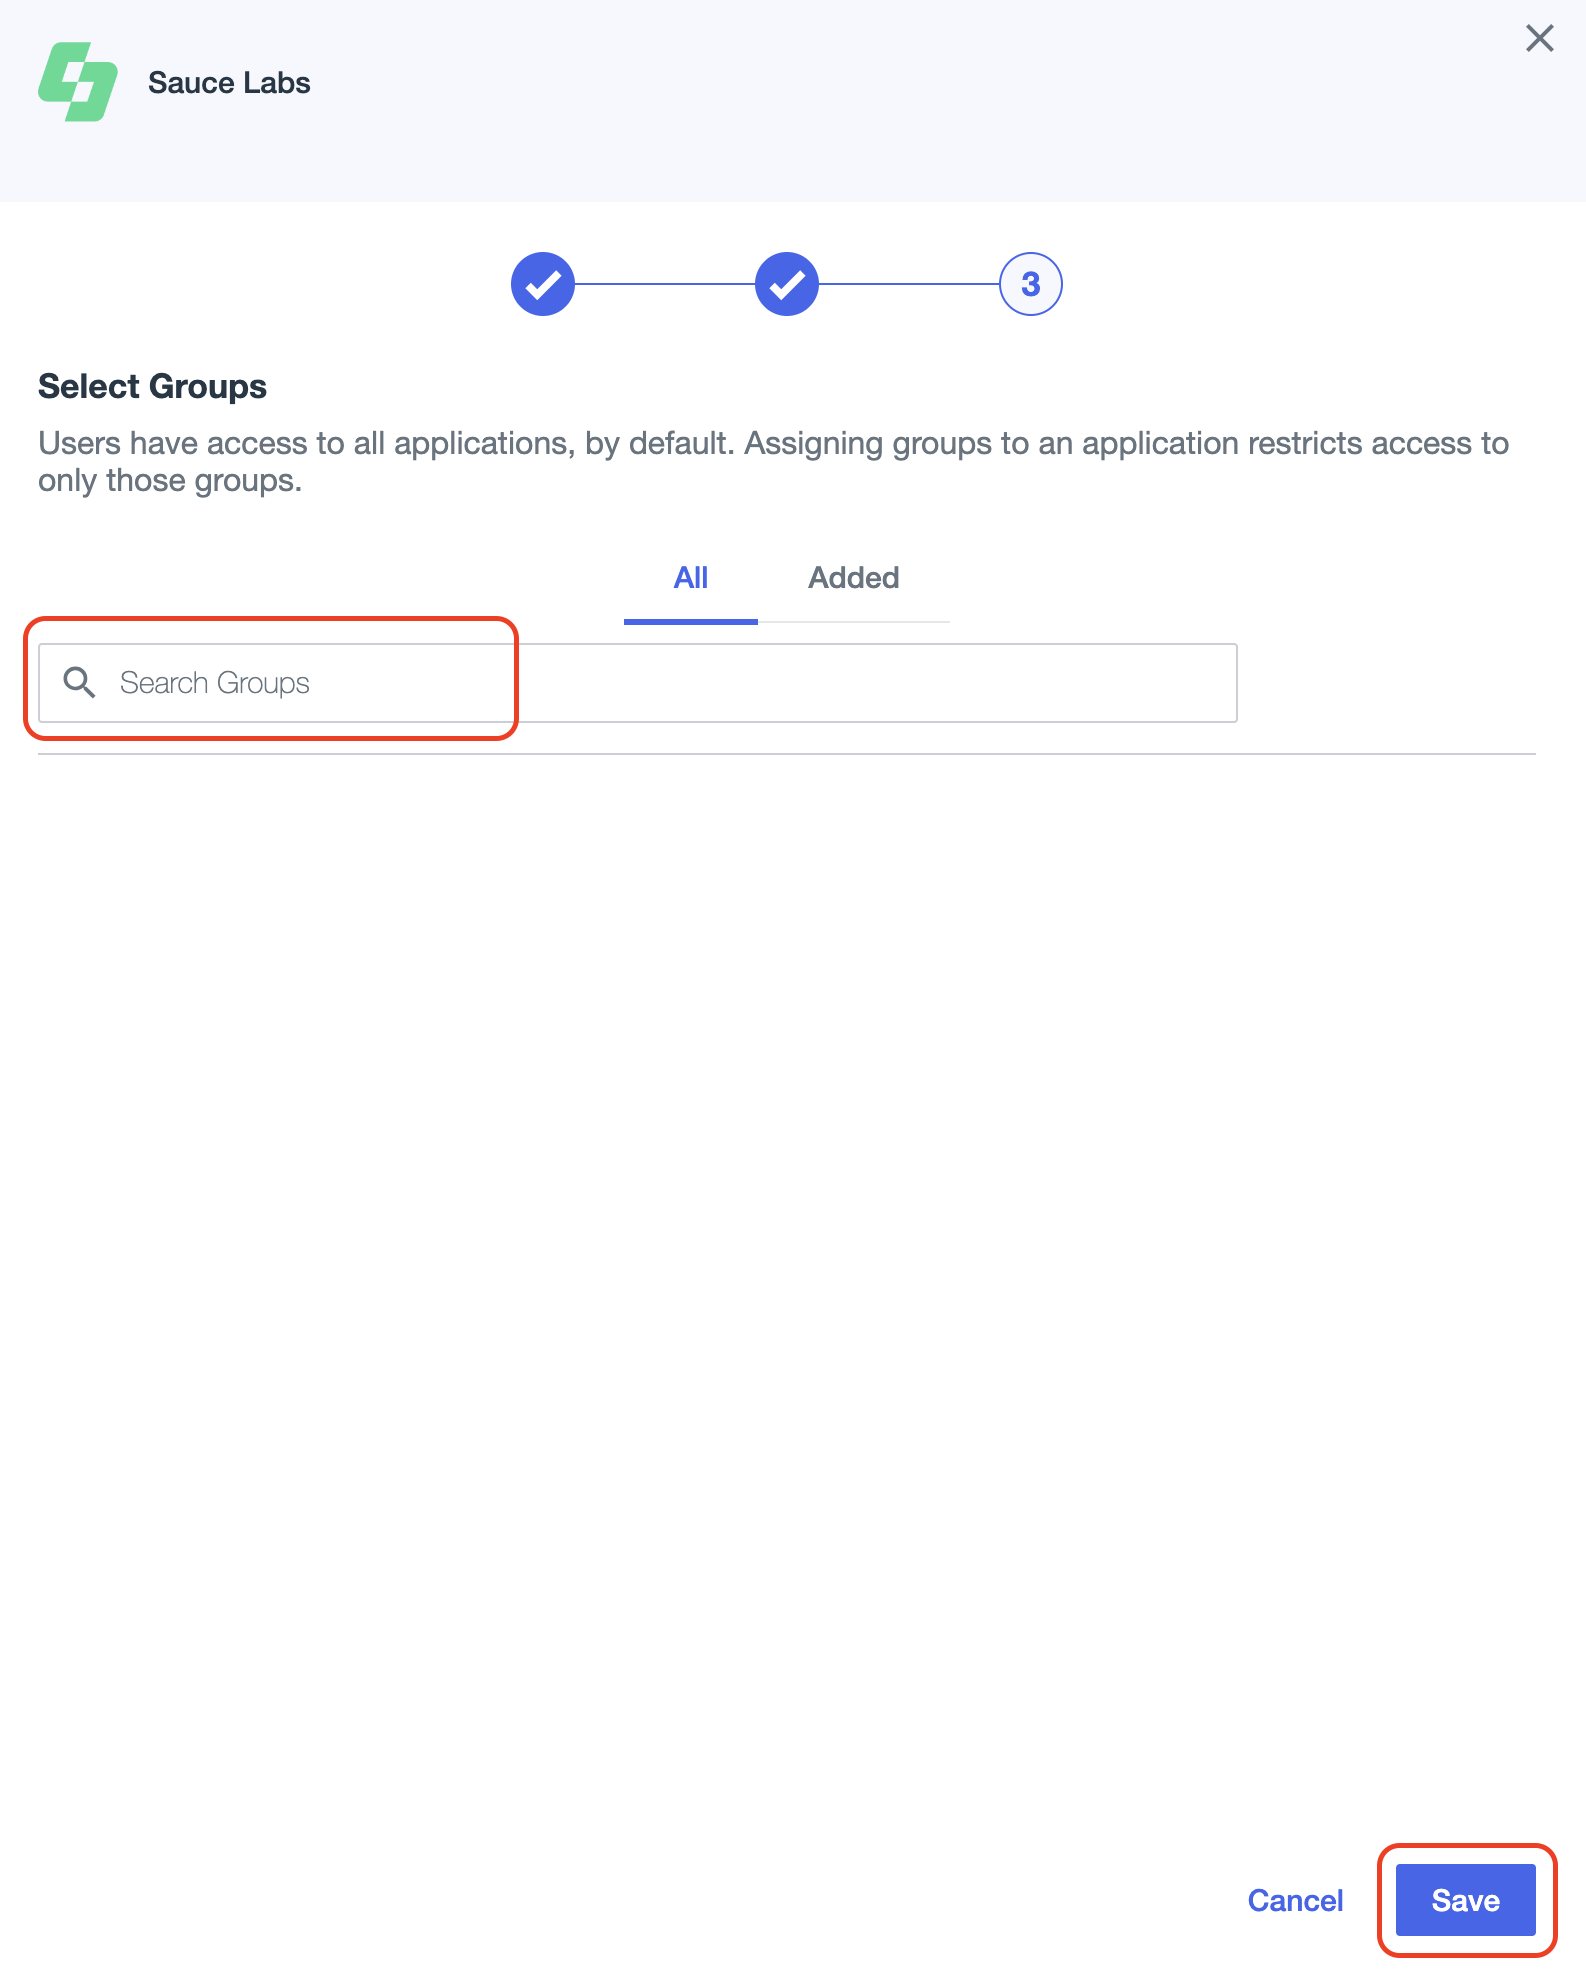 Sauce Labs
3
Select Groups
Users have access to all applications, by default. Assigning groups to an application restricts access to
only those groups.
All Added
Search Groups
Cancel Save